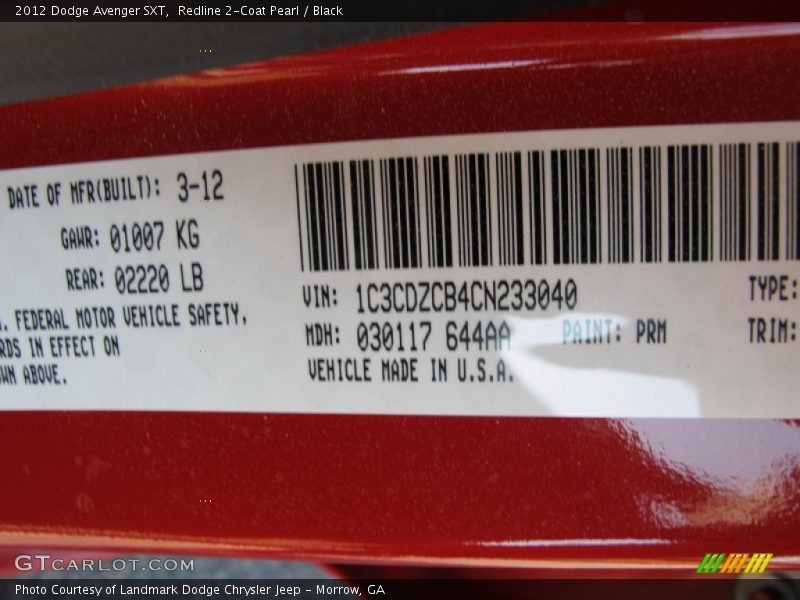 2012 Dodge Avenger SXT,  Redline 2-Coat Pearl / Black
DATE OF MFR(BUILT): 3-12
GAWR: 01007 KG
REAR: 02220 LB
. FEDERAL MOTOR VEHICLE SAFETY,
RDS IN EFFECT ON
WN ABOVE.
VIN: 1C3CDZCB4CN233040
TYPE:
MDH: 030117 644AA PAINT: PRM TRIM:
VEHICLE MADE IN U.S.A.
GTCARLOT.COM
Photo Courtesy of Landmark Dodge Chrysler Jeep - Morrow, GA